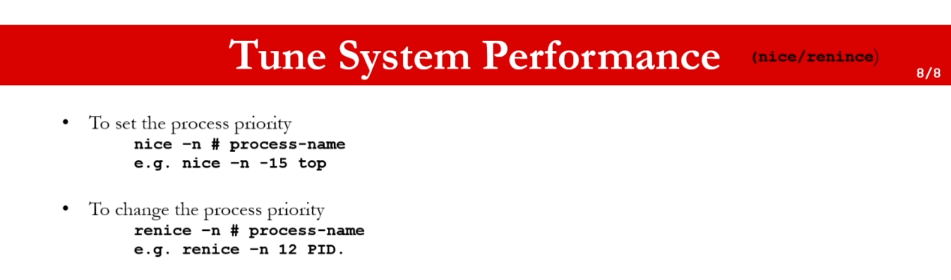 Tune System Performance (nice/renince)
8/8
• To set the process priority
nice –n # process-name
e.g. nice –n -15 top
• To change the process priority
renice –n # process-name
e.g. renice –n 12 PID.